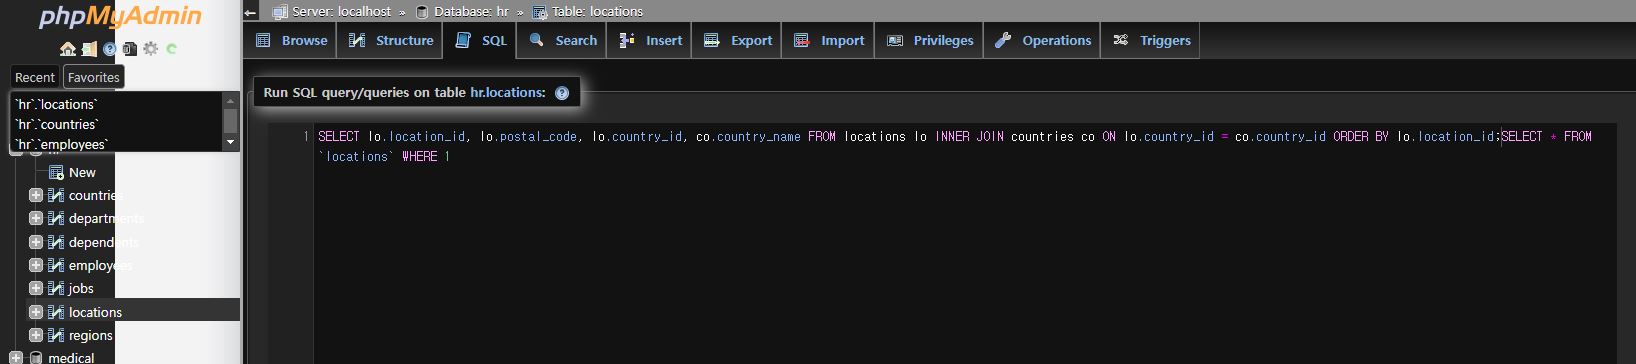 phpMyAdmin
Recent
Favorites
`hr`.`locations`
`hr`.`countries`
`hr`.`employees`
New
countries
departments
dependents
employees
jobs
locations
regions
medical
Server: localhost » Database: hr » Table: locations
Browse Structure SQL Search Insert Export Import Privileges Operations Triggers
Run SQL query/queries on table hr.locations:
1 SELECT lo.location_id, lo.postal_code, lo.country_id, co.country_name FROM locations lo INNER JOIN countries co ON lo.country_id = co.country_id ORDER BY lo.location_id;SELECT * FROM
`locations` WHERE 1